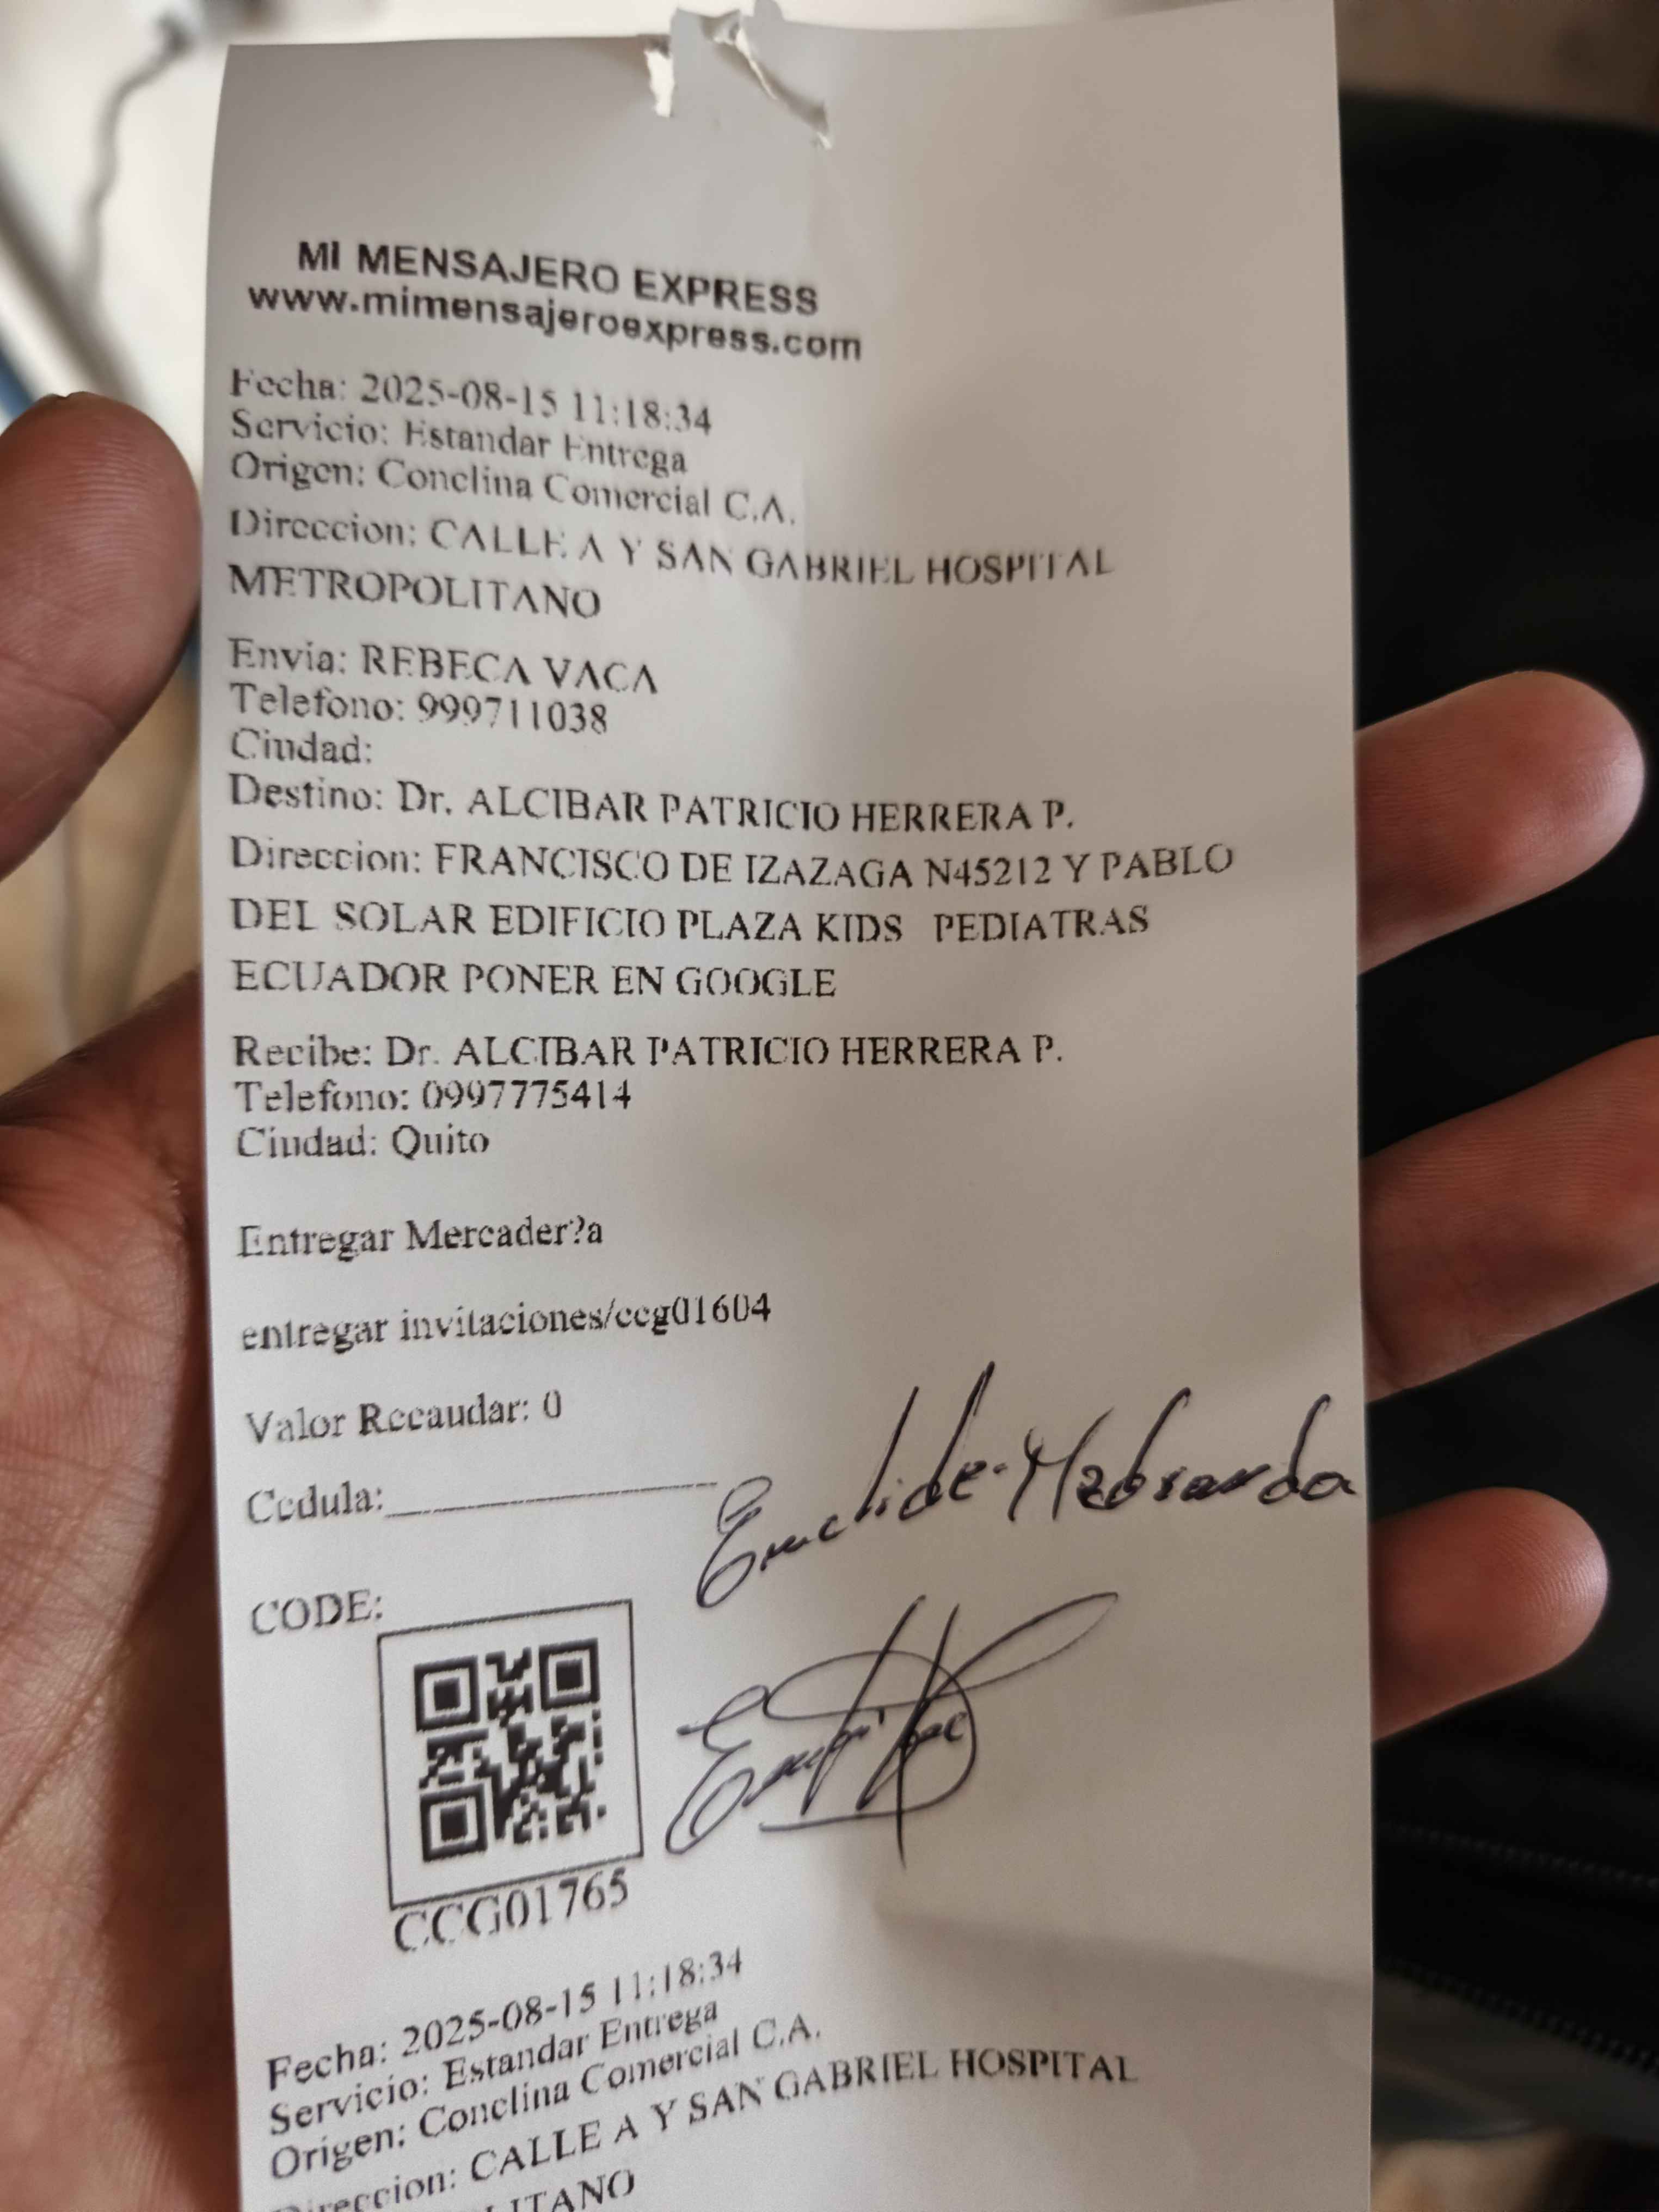 MI MENSAJERO EXPRESS
www.mimensajeroexpress.com
Fecha: 2025-08-15 11:18:34
Servicio: Estandar Entrega
Origen: Conclina Comercial C.A.
Direccion: CALLE A Y SAN GABRIEL HOSPITAL
METROPOLITANO
Envia: REBECA VACA
Telefono: 999711038
Ciudad:
Destino: Dr. ALCIBAR PATRICIO HERRERA P.
Direccion: FRANCISCO DE IZAZAGA N45212 Y PABLO
DEL SOLAR EDIFICIO PLAZA KIDS PEDIATRAS
ECUADOR PONER EN GOOGLE
Recibe: Dr. ALCIBAR PATRICIO HERRERA P.
Telefono: 0997775414
Ciudad: Quito
Entregar Mercader?a
entregar invitaciones/ccg01604
Valor Recaudar: 0
Cedula:
CODE:
CCG01765
Fecha: 2025-08-15 11:18:34
Servicio: Estandar Entrega
Origen: Conclina Comercial C.A.
Direccion: CALLE A Y SAN GABRIEL HOSPITAL